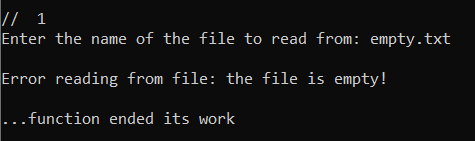 //  1
Enter the name of the file to read from: empty.txt
Error reading from file: the file is empty!
...function ended its work